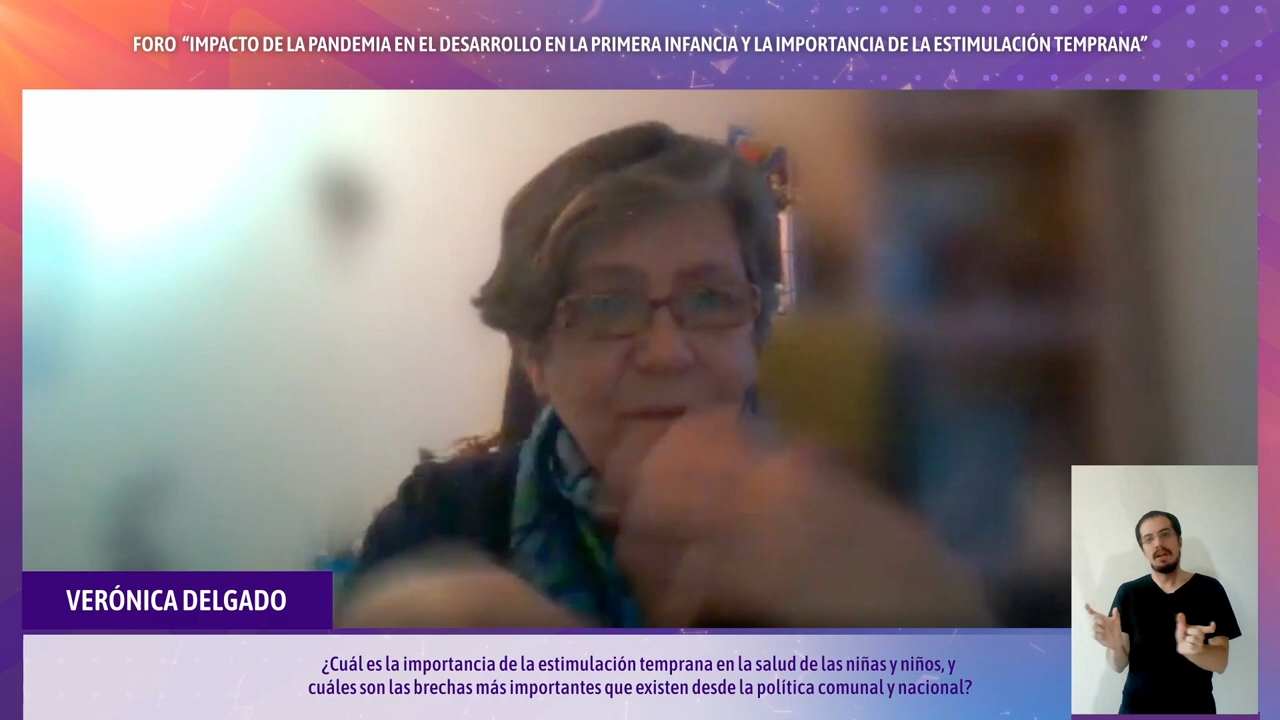 FORO “IMPACTO DE LA PANDEMIA EN EL DESARROLLO EN LA PRIMERA INFANCIA Y LA IMPORTANCIA DE LA ESTIMULACIÓN TEMPRANA”
VERÓNICA DELGADO
¿Cuál es la importancia de la estimulación temprana en la salud de las niñas y niños, y
cuáles son las brechas más importantes que existen desde la política comunal y nacional?